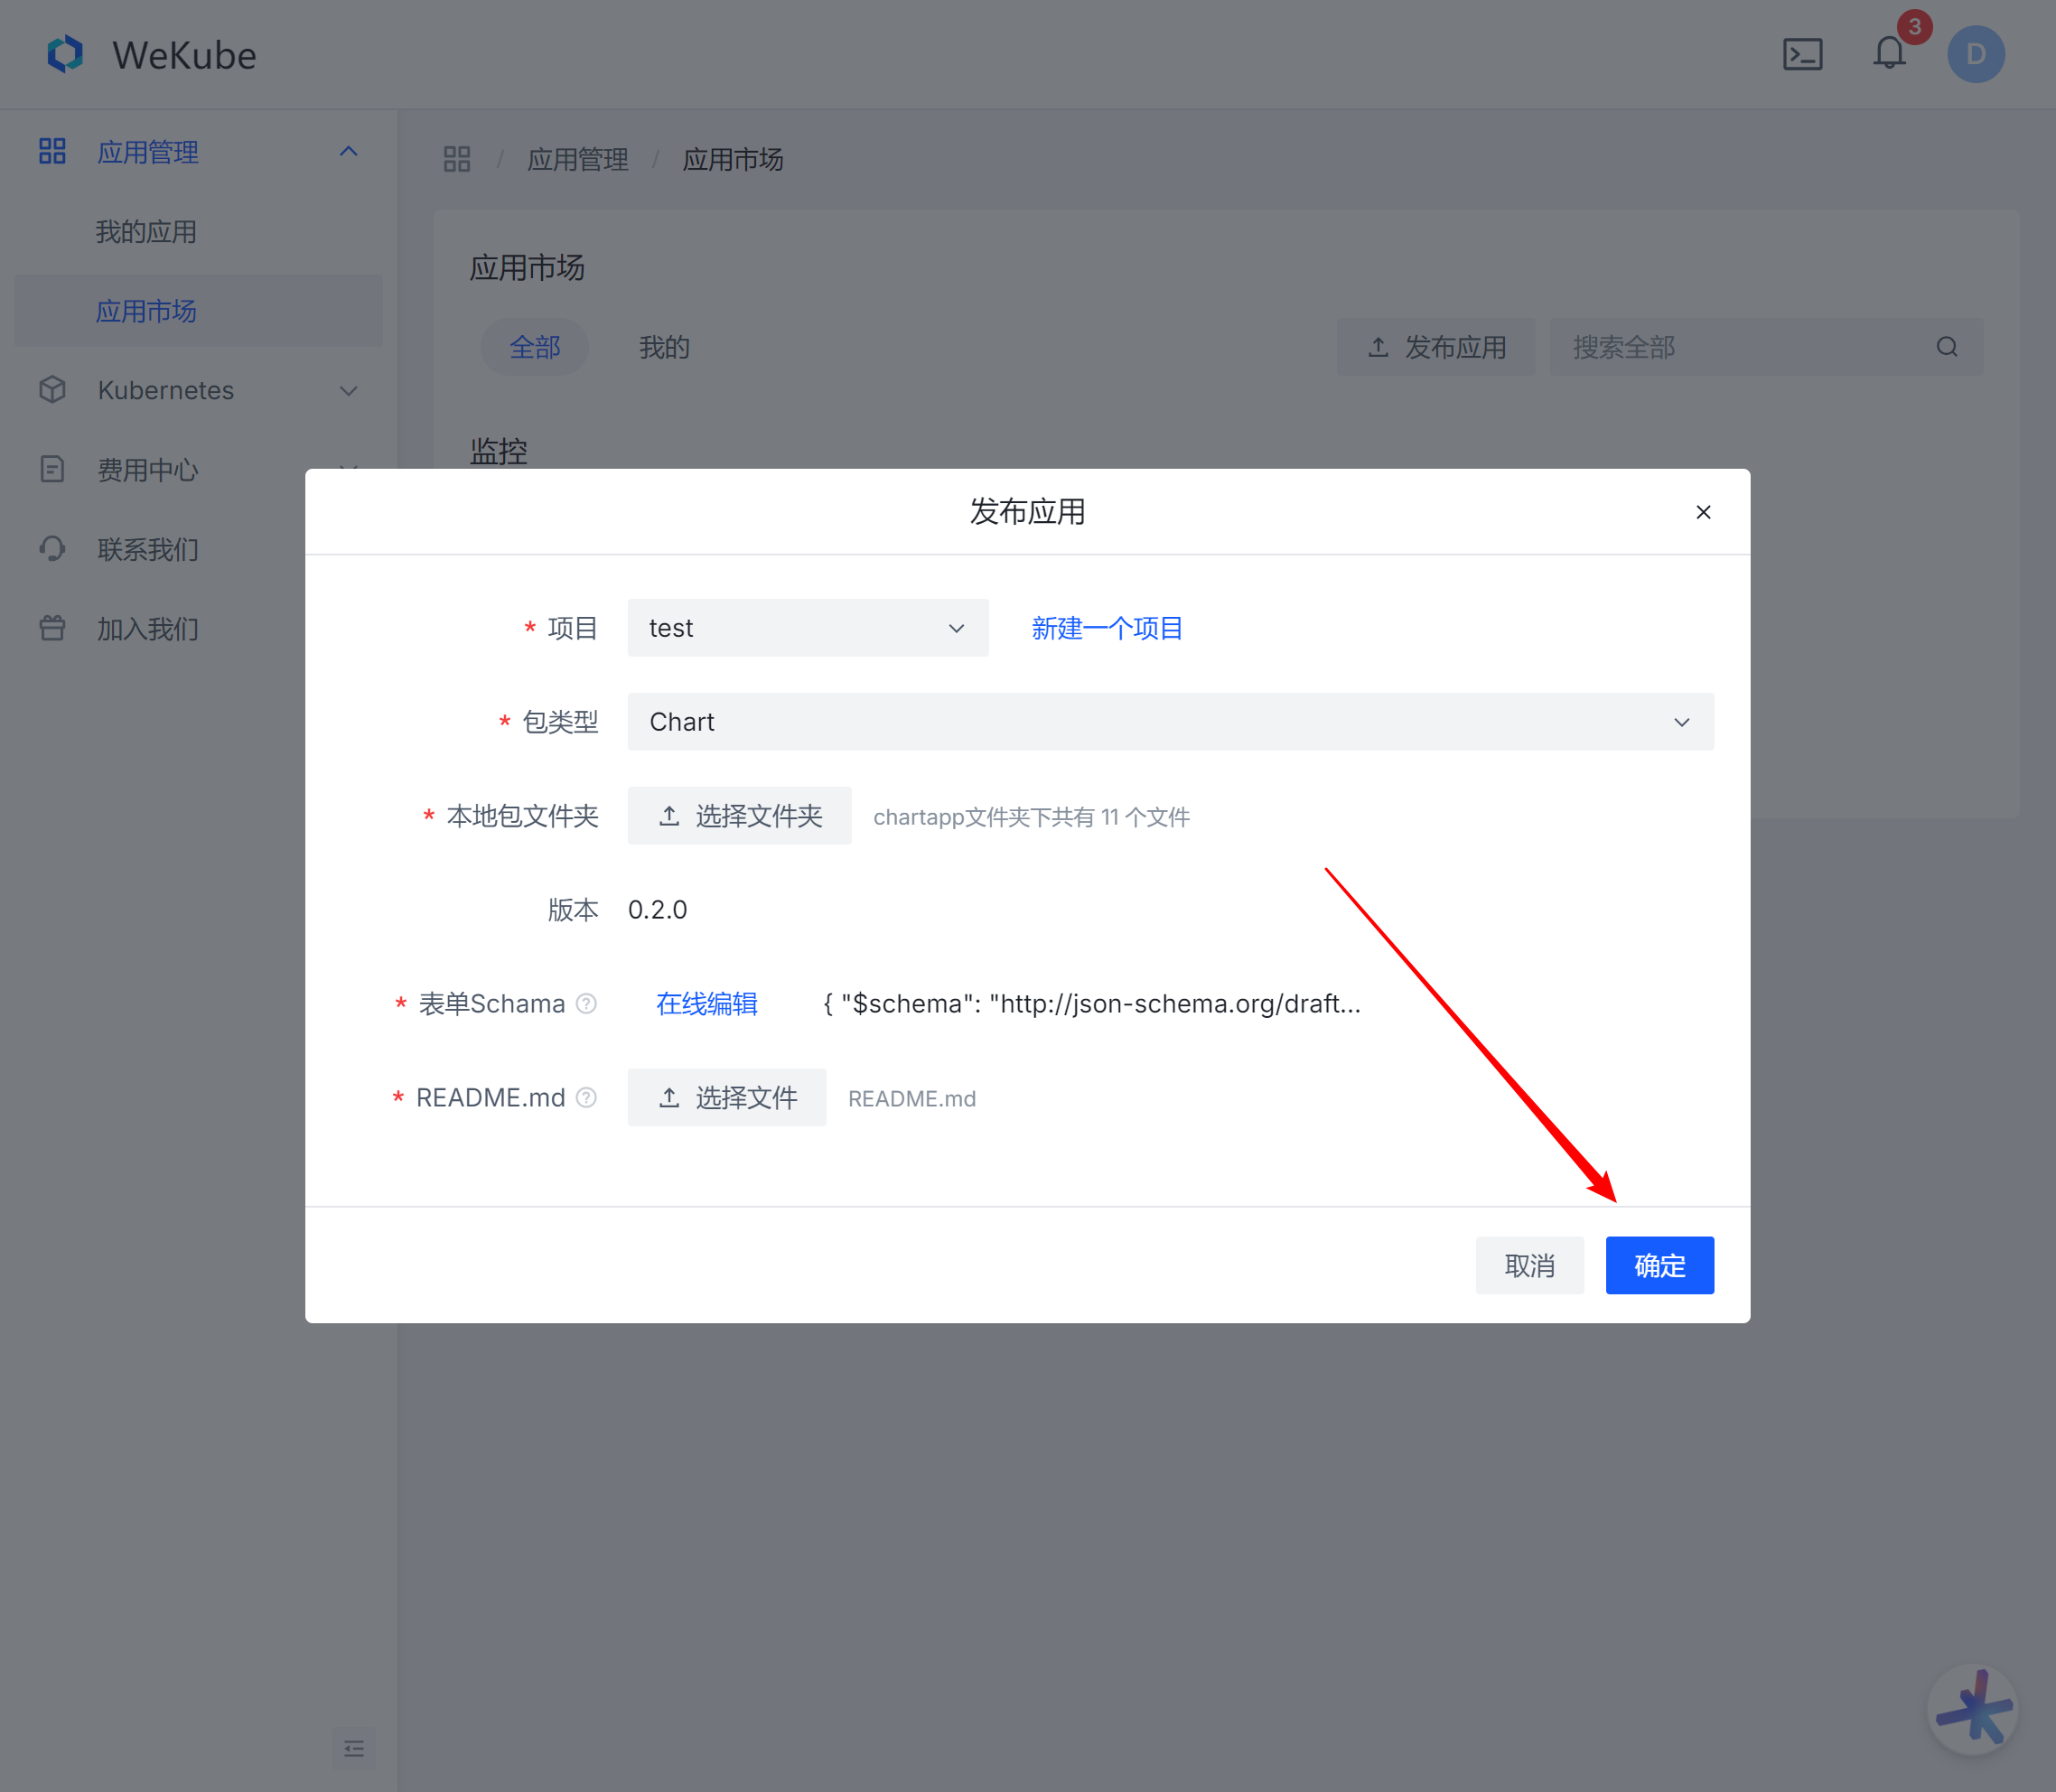 WeKube
3
D
应用管理
我的应用
应用市场
Kubernetes
费用中心
联系我们
加入我们
/ 应用管理 / 应用市场
应用市场
全部 我的 发布应用 搜索全部
监控
发布应用
* 项目 test 新建一个项目
* 包类型 Chart
* 本地包文件夹 选择文件夹 chartapp文件夹下共有 11 个文件
版本 0.2.0
* 表单Schama 在线编辑 { "$schema": "http://json-schema.org/draft...
* README.md 选择文件 README.md
取消 确定